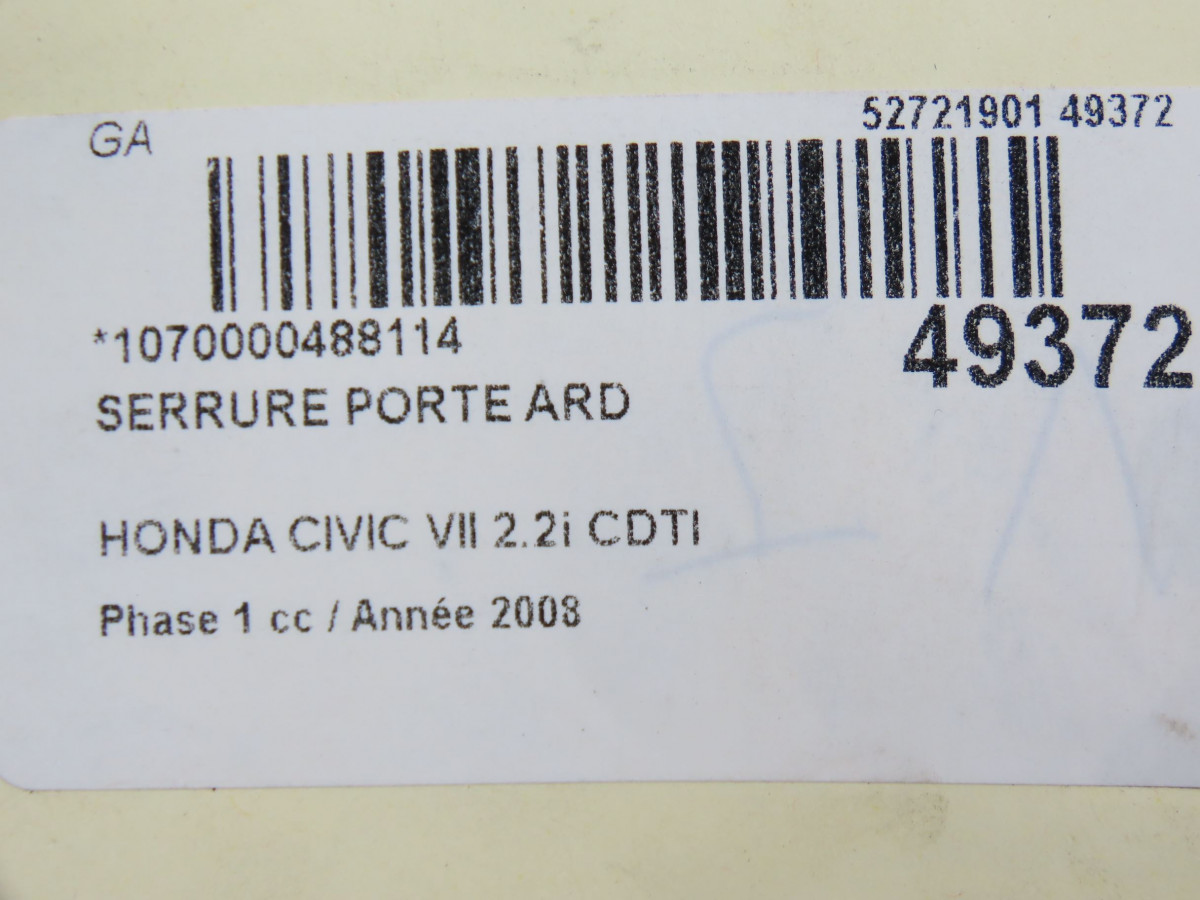 GA
52721901 49372
*1070000488114
49372
SERRURE PORTE ARD
HONDA CIVIC VII 2.2i CDTI
Phase 1 cc / Année 2008